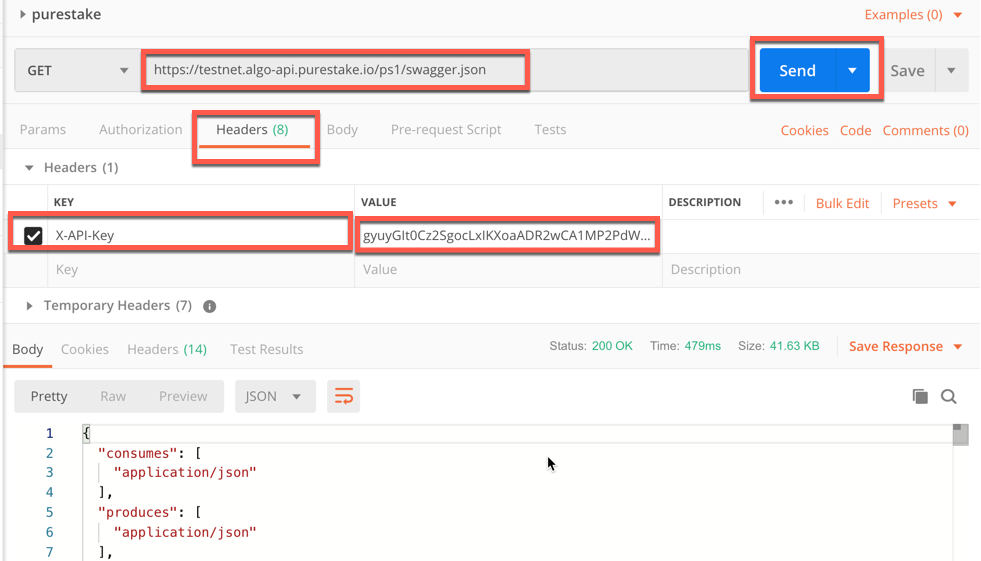 purestake Examples (0)
GET https://testnet.algo-api.purestake.io/ps1/swagger.json Send Save
Params Authorization Headers (8) Body Pre-request Script Tests Cookies Code Comments (0)
Headers (1)
KEY VALUE DESCRIPTION ••• Bulk Edit Presets
X-API-Key gyuyGIt0Cz2SgocLxIKXoaADR2wCA1MP2PdW...
Key Value Description
Temporary Headers (7) i
Body Cookies Headers (14) Test Results Status: 200 OK Time: 479ms Size: 41.63 KB Save Response
Pretty Raw Preview JSON
1 {
2 "consumes": [
3 "application/json"
4 ],
5 "produces": [
6 "application/json"
7 ],